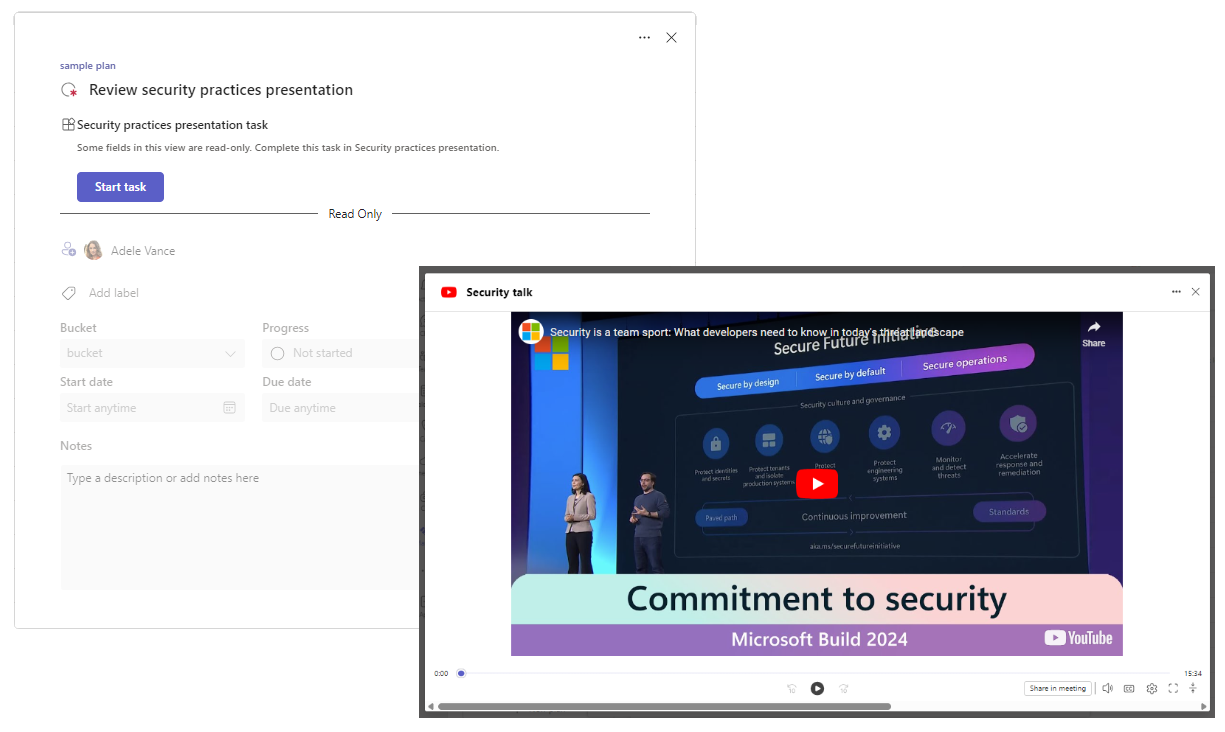 sample plan
Review security practices presentation
Security practices presentation task
Some fields in this view are read-only. Complete this task in Security practices presentation.
Start task
Read Only
Adele Vance
Add label
Bucket
Progress
bucket
Not started
Start date
Due date
Start anytime
Due anytime
Notes
Type a description or add notes here
Security talk
Security is a team sport: What developers need to know in today's threat landscape
Share
Secure Future Initiative
Secure by design
Secure by default
Secure operations
Security culture and governance
Protect identities
and secrets
Protect tenants
and isolate
production systems
Protect
Protect
engineering
systems
Monitor
and detect
threats
Accelerate
response and
remediation
Paved path
Continuous improvement
Standards
aka.ms/securefutureinitiative
Commitment to security
Microsoft Build 2024
YouTube
0:00
15:34
Share in meeting
CC